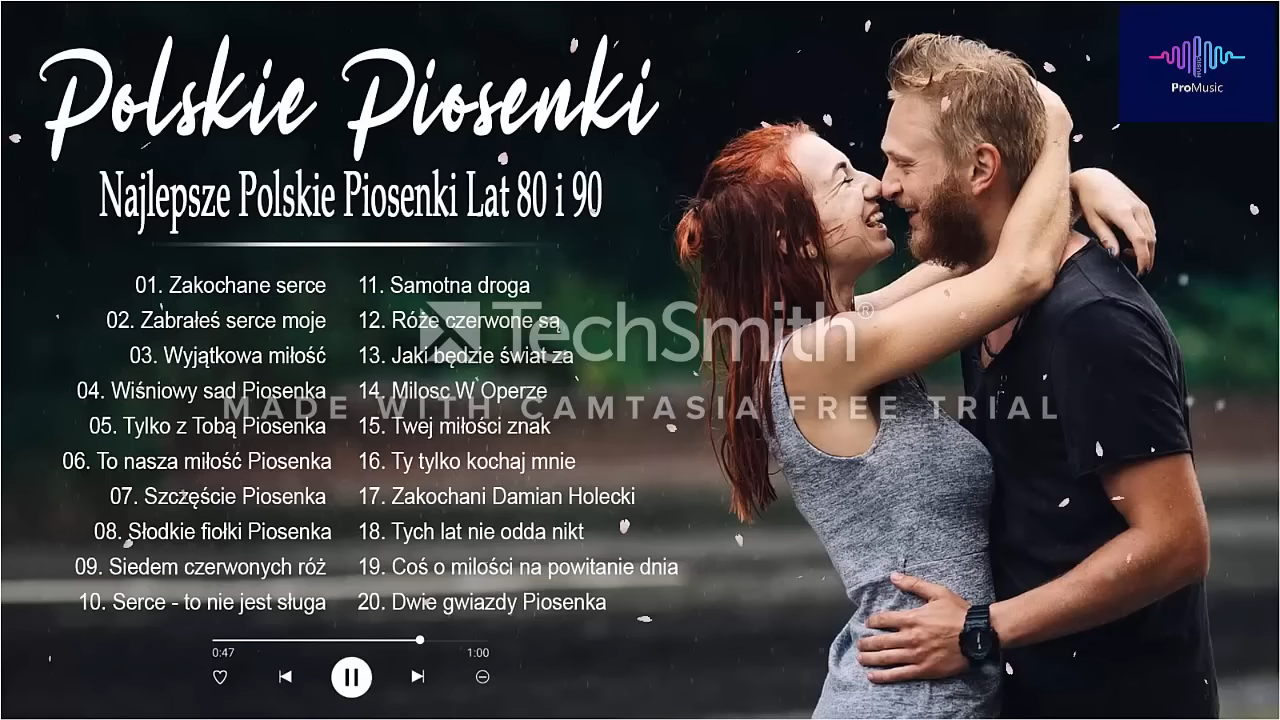 Polskie Piosenki
ProMusic
Najlepsze Polskie Piosenki Lat 80 i 90
01. Zakochane serce
02. Zabrałeś serce moje
03. Wyjątkowa miłość
04. Wiśniowy sad Piosenka
05. Tylko z Tobą Piosenka
06. To nasza miłość Piosenka
07. Szczęście Piosenka
08. Słodkie fiołki Piosenka
09. Siedem czerwonych róż
10. Serce - to nie jest sługa
11. Samotna droga
12. Róże czerwone są
13. Jakl będzie świat za
14. Milosc W Operze
15. Twej miłości znak
16. Ty tylko kochaj mnie
17. Zakochani Damian Holecki
18. Tych lat nie odda nikt
19. Coś o milości na powitanie dnia
20. Dwie gwiazdy Piosenka
TechSmith®
MADE WITH CAMTASIA FREE TRIAL
0:47 1:00